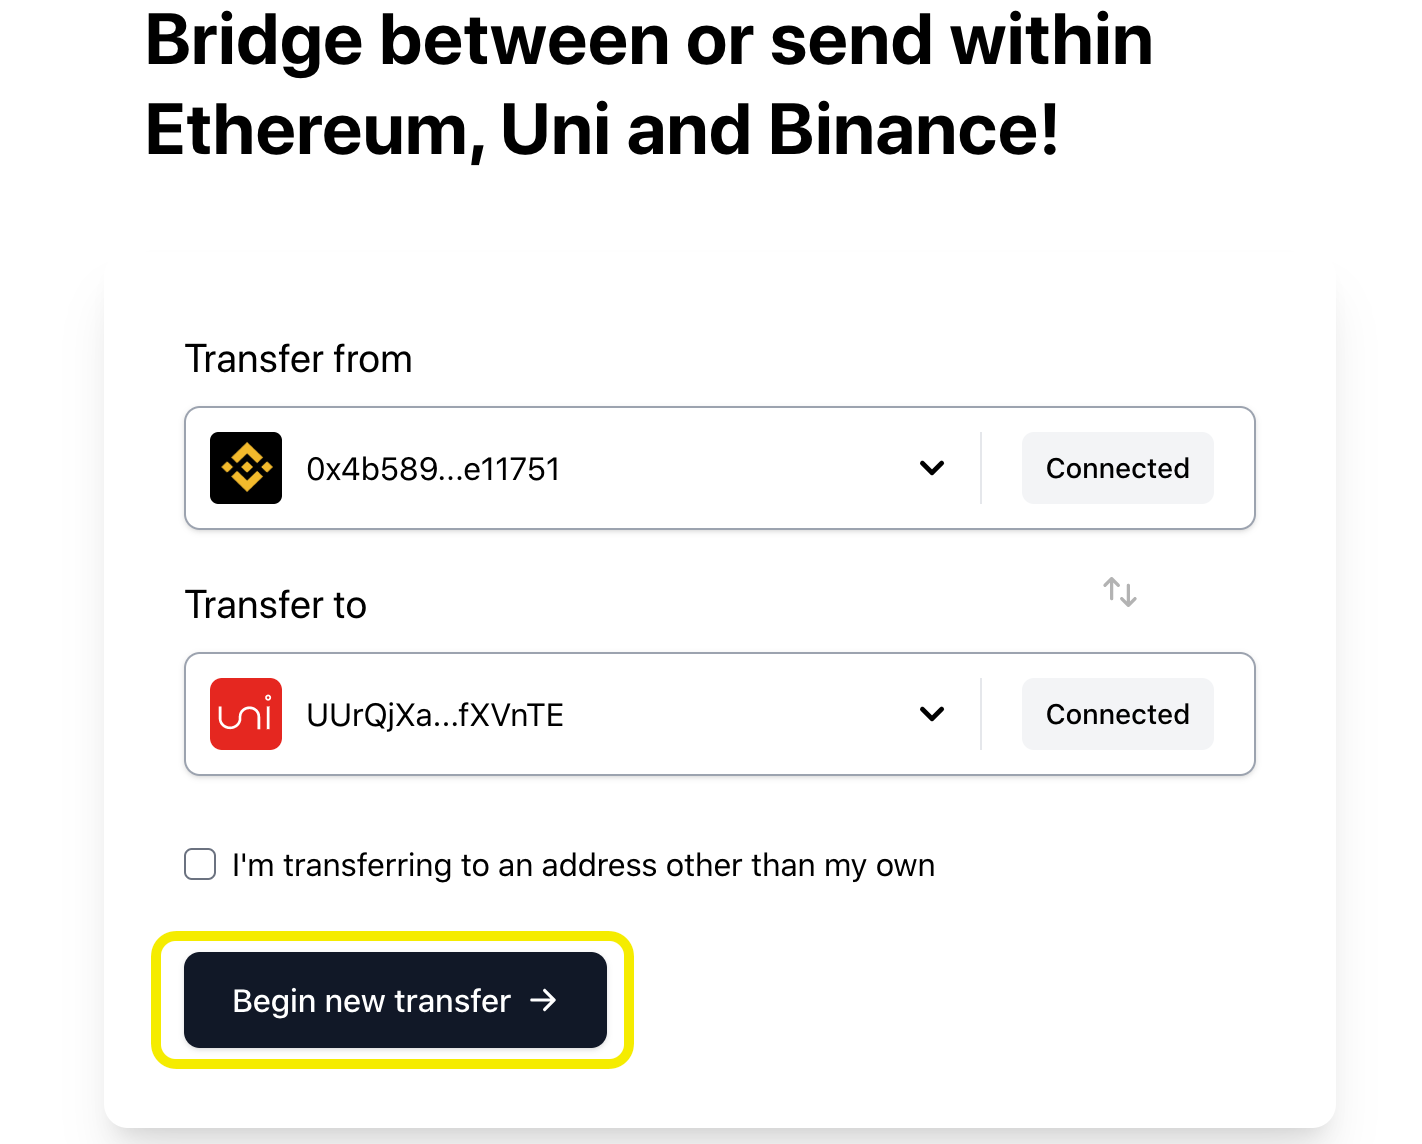 Bridge between or send within
Ethereum, Uni and Binance!
Transfer from
0x4b589...e11751
Connected
Transfer to
uni
UUrQjXa...fXVnTE
Connected
I'm transferring to an address other than my own
Begin new transfer →